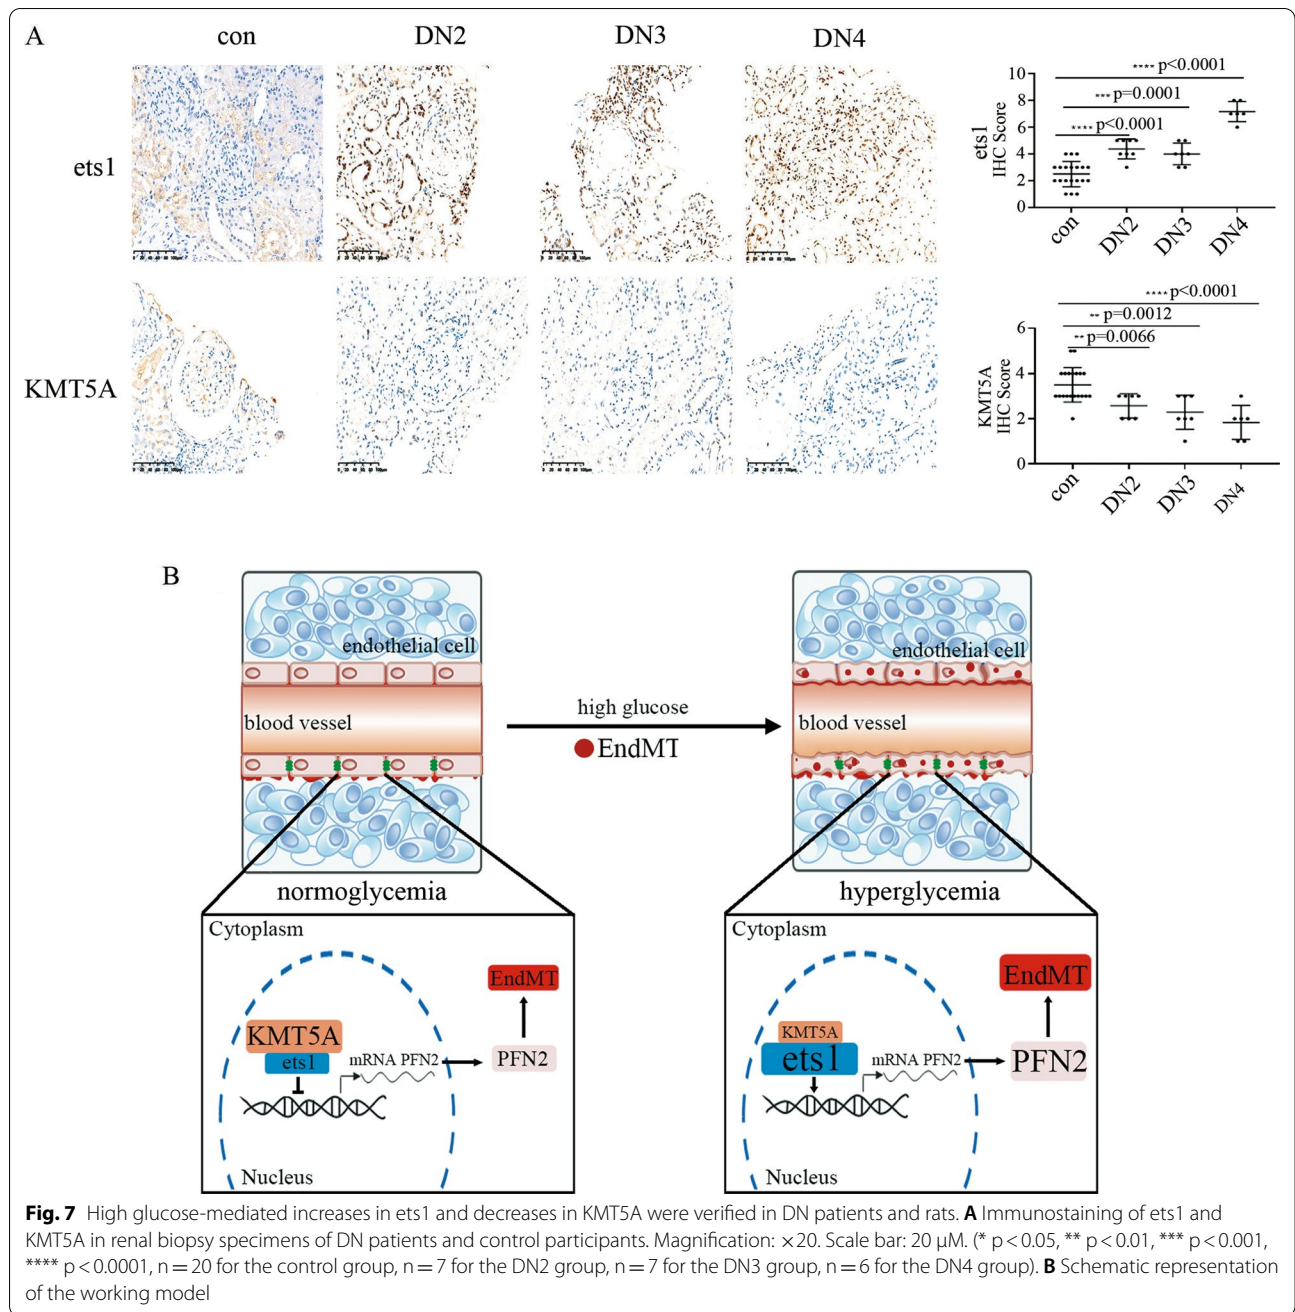 A
con
DN2
DN3
DN4
ets1
KMT5A
0 20 40 60 80 100μm
10
8
6
4
2
0
ets1
IHC Score
**** p<0.0001
*** p=0.0001
**** p<0.0001
con
DN2
DN3
DN4
6
4
2
0
KMT5A
IHC Score
**** p<0.0001
** p=0.0012
** p=0.0066
con
DN2
DN3
DN4
B
endothelial cell
blood vessel
normoglycemia
high glucose
EndMT
endothelial cell
blood vessel
hyperglycemia
Cytoplasm
EndMT
KMT5A
ets1
mRNA PFN2
PFN2
Nucleus
Cytoplasm
EndMT
KMT5A
ets1
mRNA PFN2
PFN2
Nucleus
Fig. 7 High glucose-mediated increases in ets1 and decreases in KMT5A were verified in DN patients and rats. A Immunostaining of ets1 and
KMT5A in renal biopsy specimens of DN patients and control participants. Magnification: ×20. Scale bar: 20 μM. (* p < 0.05, ** p < 0.01, *** p < 0.001,
**** p < 0.0001, n = 20 for the control group, n = 7 for the DN2 group, n = 7 for the DN3 group, n = 6 for the DN4 group). B Schematic representation
of the working model